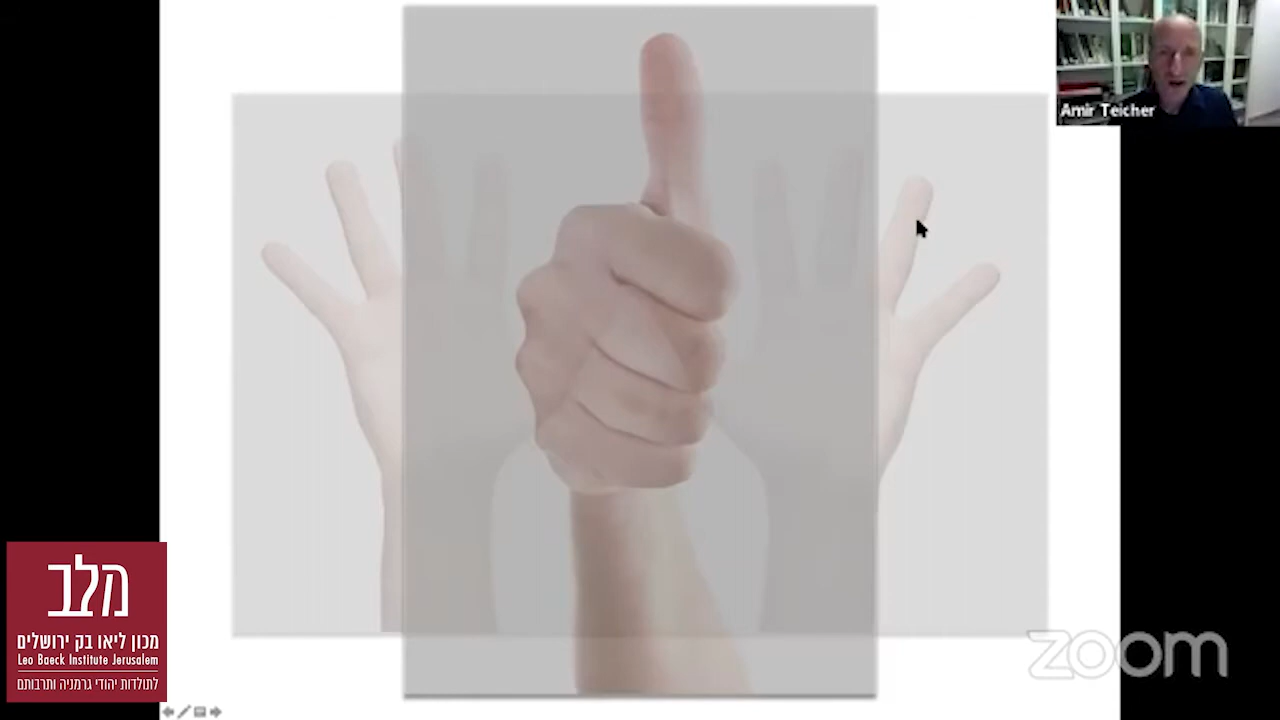 Amir Teicher
מלב
מכון ליאו בק ירושלים
Leo Baeck Institute Jerusalem
לתולדות יהודי גרמניה ותרבותם
zoom